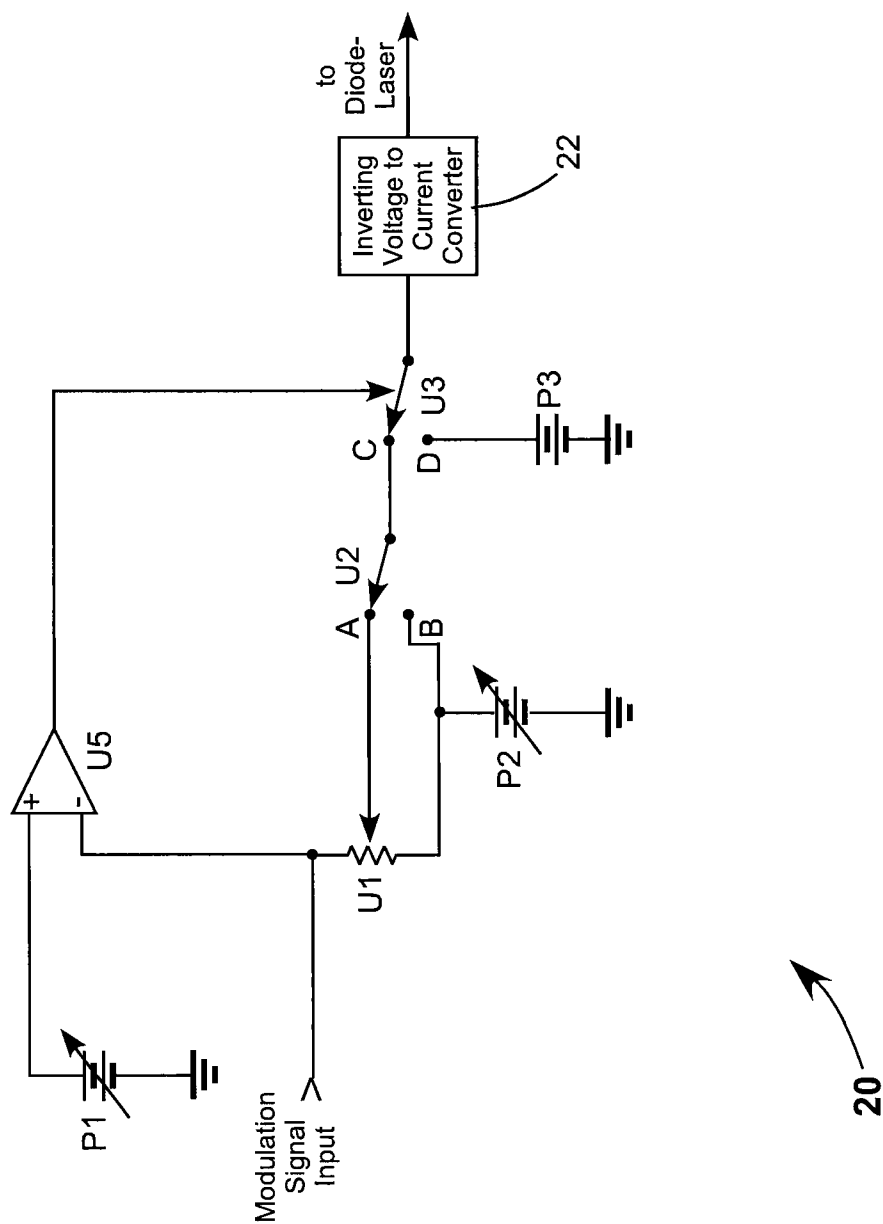 to
Diode-
Laser
Inverting
Voltage to
Current
Converter
22
U5
+
-
U3
C
D
P3
U2
A
B
P2
U1
P1
Modulation
Signal
Input
20